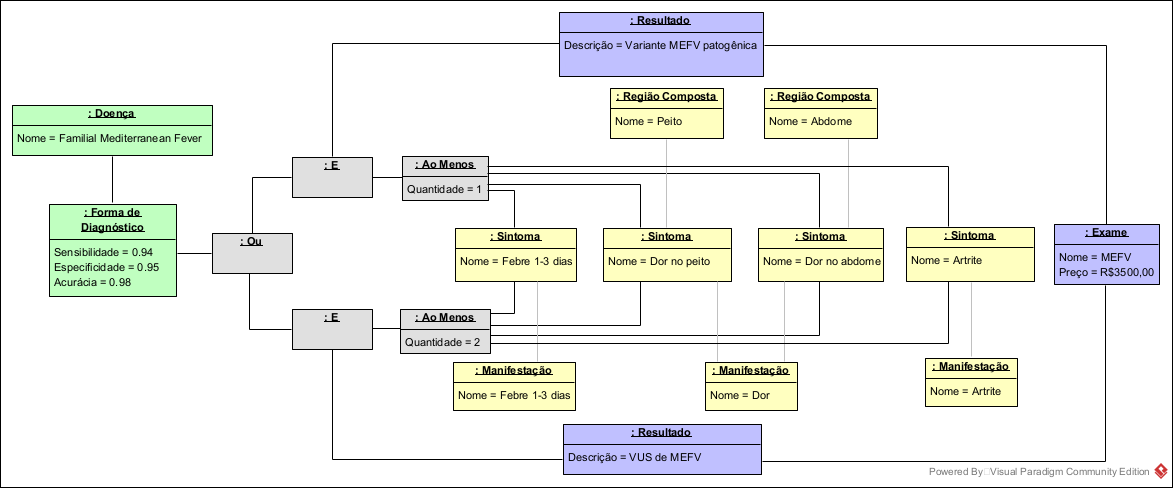 : Resultado
Descrição = Variante MEFV patogênica
: Região Composta
Nome = Peito
: Região Composta
Nome = Abdome
: Doença
Nome = Familial Mediterranean Fever
: E
: Ao Menos
Quantidade = 1
: Forma de
Diagnóstico
Sensibilidade = 0.94
Especificidade = 0.95
Acurácia = 0.98
: Ou
: Sintoma
Nome = Febre 1-3 dias
: Sintoma
Nome = Dor no peito
: Sintoma
Nome = Dor no abdome
: Sintoma
Nome = Artrite
: Exame
Nome = MEFV
Preço = R$3500,00
: E
: Ao Menos
Quantidade = 2
: Manifestação
Nome = Febre 1-3 dias
: Manifestação
Nome = Dor
: Manifestação
Nome = Artrite
: Resultado
Descrição = VUS de MEFV
Powered By Visual Paradigm Community Edition